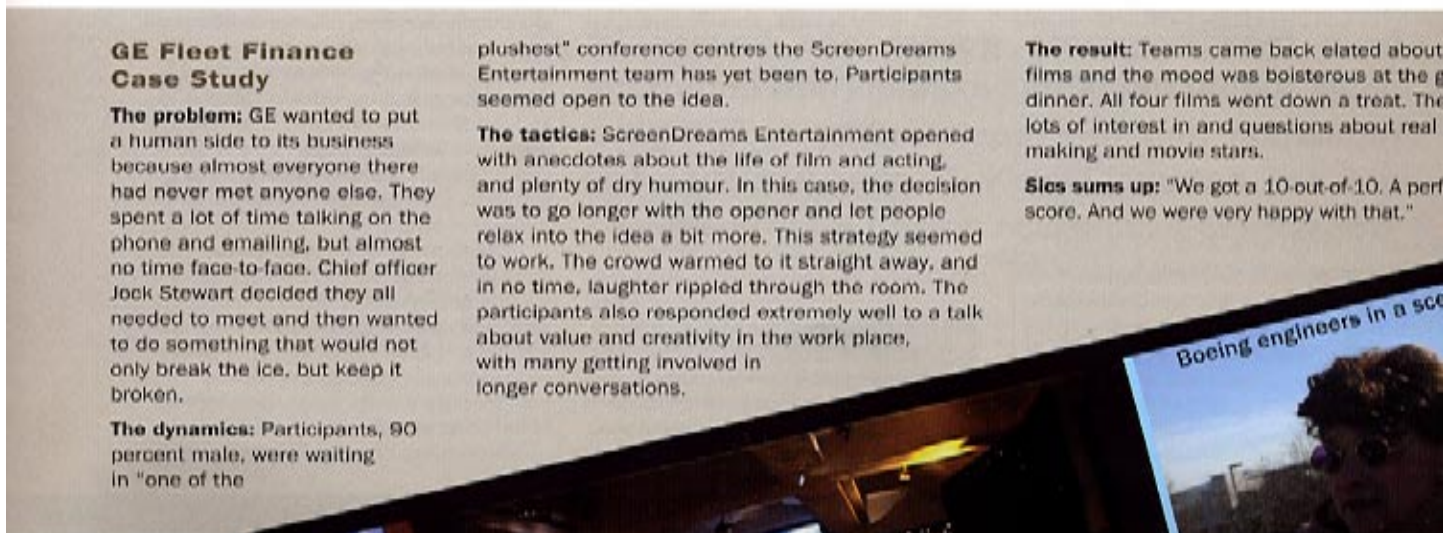 GE Fleet Finance
Case Study
The problem: GE wanted to put
a human side to its business
because almost everyone there
had never met anyone else. They
spent a lot of time talking on the
phone and emailing, but almost
no time face-to-face. Chief officer
Jock Stewart decided they all
needed to meet and then wanted
to do something that would not
only break the ice, but keep it
broken.
The dynamics: Participants, 90
percent male, were waiting
in "one of the
plushest" conference centres the ScreenDreams
Entertainment team has yet been to. Participants
seemed open to the idea.
The tactics: ScreenDreams Entertainment opened
with anecdotes about the life of film and acting,
and plenty of dry humour. In this case, the decision
was to go longer with the opener and let people
relax into the idea a bit more. This strategy seemed
to work. The crowd warmed to it straight away, and
in no time, laughter rippled through the room. The
participants also responded extremely well to a talk
about value and creativity in the work place,
with many getting involved in
longer conversations.
The result: Teams came back elated about
films and the mood was boisterous at the
dinner. All four films went down a treat.
lots of interest in and questions about real
making and movie stars.
Sics sums up: "We got a 10-out-of-10. A
score. And we were very happy with that."
Boeing engineers in a